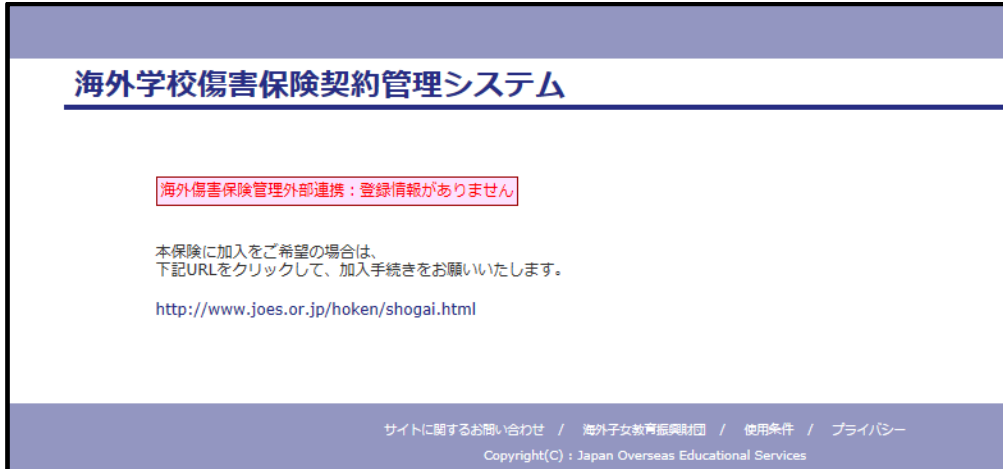 海外学校傷害保険契約管理システム
海外傷害保険管理外部連携：登録情報がありません
本保険に加入をご希望の場合は、
下記URLをクリックして、加入手続きをお願いいたします。
http://www.joes.or.jp/hoken/shogai.html
サイトに関するお問い合わせ / 海外子女教育振興財団 / 使用条件 / プライバシー
Copyright(C) : Japan Overseas Educational Services